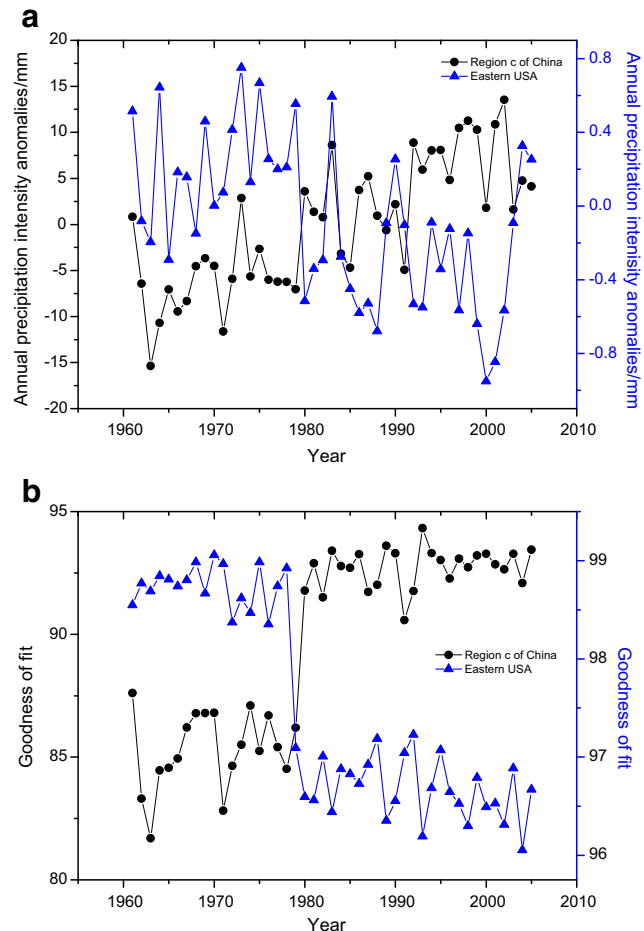 a
20
15
10
5
0
-5
-10
-15
-20
Annual precipitation intensity anomalies/mm
0.8
0.4
0.0
-0.4
-0.8
Annual precipitation intenisity anomalies/mm
Region c of China
Eastern USA
1960 1970 1980 1990 2000 2010
Year
b
95
90
85
80
Goodness of fit
99
98
97
96
Goodness of fit
Region c of China
Eastern USA
1960 1970 1980 1990 2000 2010
Year